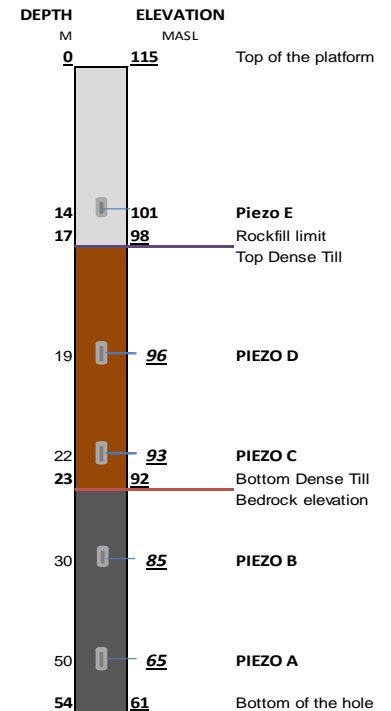 DEPTH ELEVATION
M MASL
0 115 Top of the platform
14 101 Piezo E
17 98 Rockfill limit
Top Dense Till
19 96 PIEZO D
22 93 PIEZO C
23 92 Bottom Dense Till
Bedrock elevation
30 85 PIEZO B
50 65 PIEZO A
54 61 Bottom of the hole